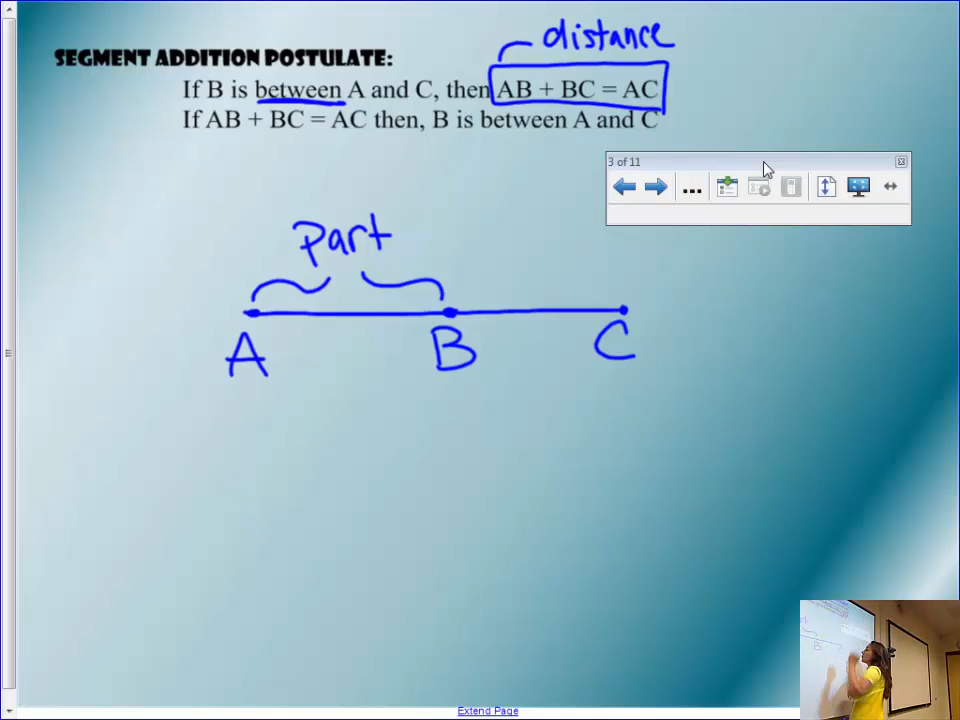 distance
SEGMENT ADDITION POSTULATE:
If B is between A and C, then AB + BC = AC
If AB + BC = AC then, B is between A and C
3 of 11
...
Part
A B C
Extend Page